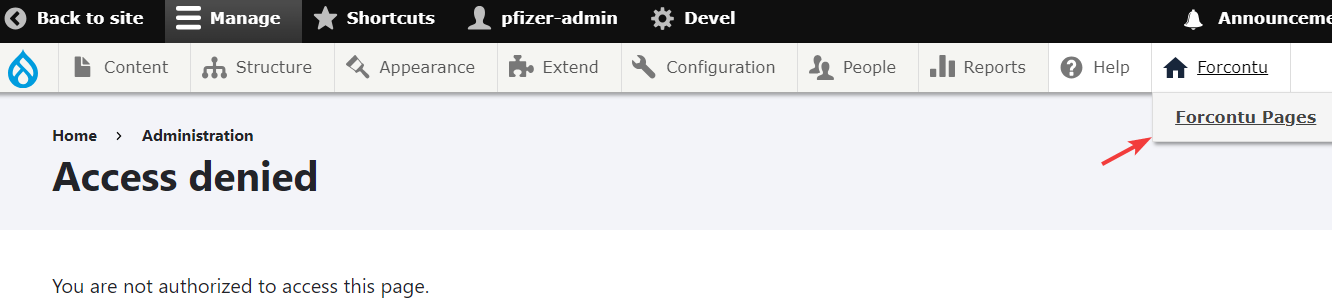 Back to site Manage Shortcuts pfizer-admin Devel Announceme
Content Structure Appearance Extend Configuration People Reports Help Forcontu
Forcontu Pages
Home › Administration
Access denied
You are not authorized to access this page.